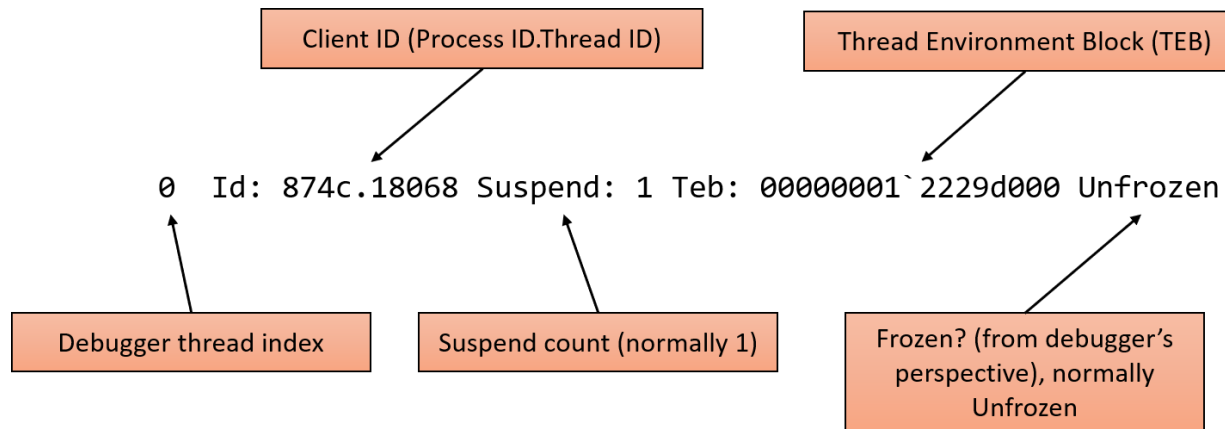 Client ID (Process ID.Thread ID)
Thread Environment Block (TEB)
0 Id: 874c.18068 Suspend: 1 Teb: 00000001`2229d000 Unfrozen
Debugger thread index
Suspend count (normally 1)
Frozen? (from debugger’s
perspective), normally
Unfrozen